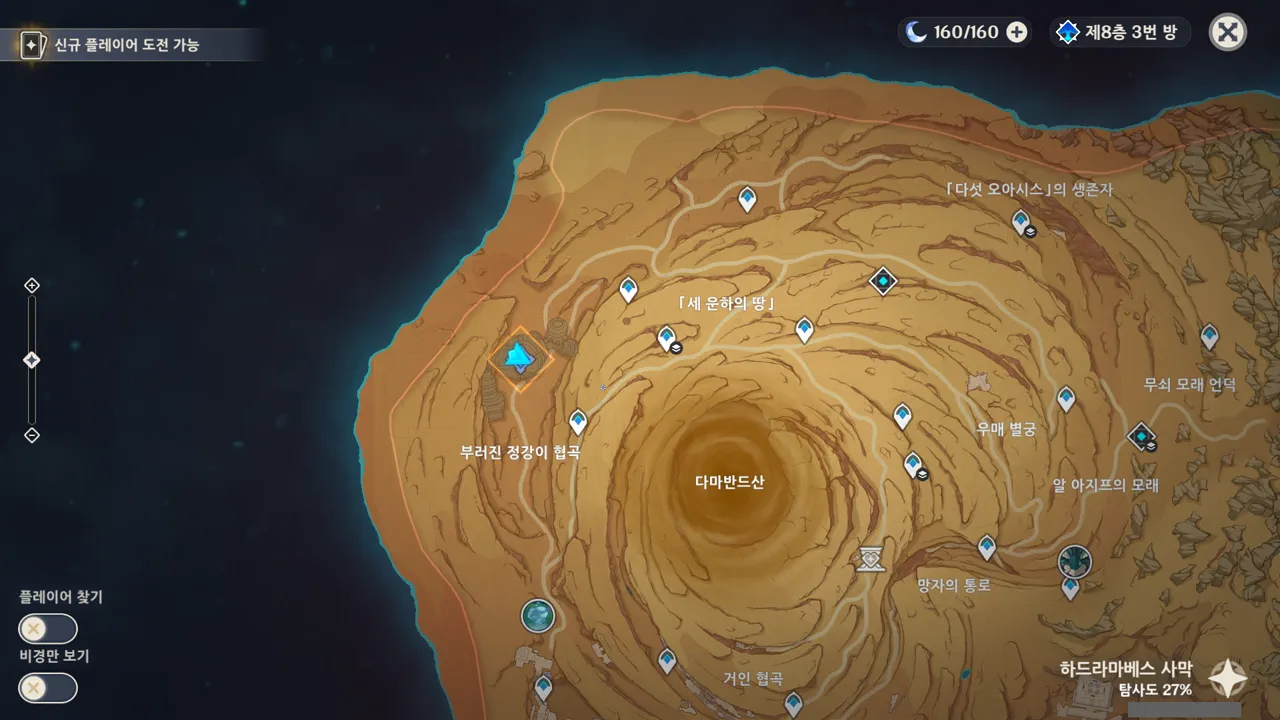 신규 플레이어 도전 가능
160/160
제8층 3번 방
「다섯 오아시스」의 생존자
「세 운하의 땅」
무쇠 모래 언덕
우매 별궁
부러진 정강이 협곡
다마반드산
알 아지프의 모래
망자의 통로
플레이어 찾기
비경만 보기
거인 협곡
하드라마베스 사막
탐사도 27%